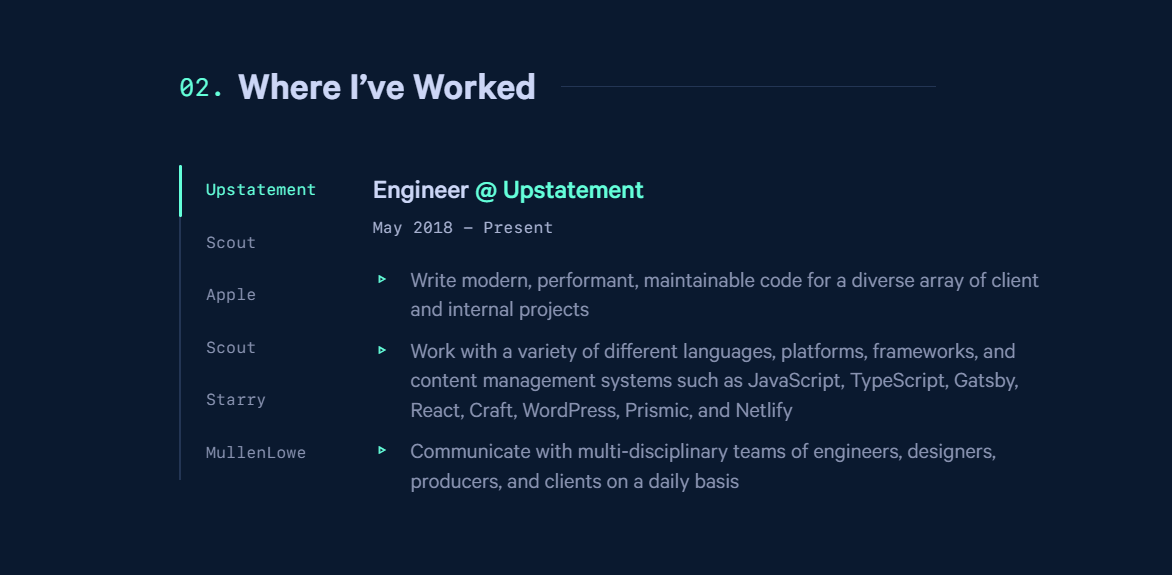 02. Where I’ve Worked
Upstatement
Scout
Apple
Scout
Starry
MullenLowe
Engineer @ Upstatement
May 2018 – Present
Write modern, performant, maintainable code for a diverse array of client
and internal projects
Work with a variety of different languages, platforms, frameworks, and
content management systems such as JavaScript, TypeScript, Gatsby,
React, Craft, WordPress, Prismic, and Netlify
Communicate with multi-disciplinary teams of engineers, designers,
producers, and clients on a daily basis